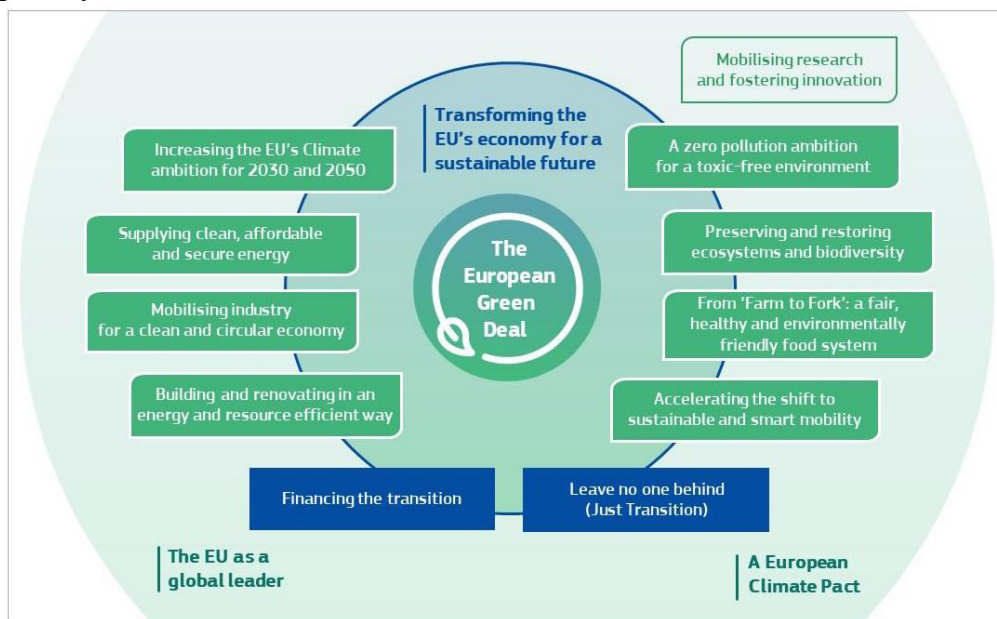 Mobilising research
and fostering innovation
Transforming the
EU's economy for a
sustainable future
Increasing the EU's Climate
ambition for 2030 and 2050
A zero pollution ambition
for a toxic-free environment
Supplying clean, affordable
and secure energy
The
European
Green
Deal
Preserving and restoring
ecosystems and biodiversity
Mobilising industry
for a clean and circular economy
From 'Farm to Fork': a fair,
healthy and environmentally
friendly food system
Building and renovating in an
energy and resource efficient way
Accelerating the shift to
sustainable and smart mobility
Financing the transition
Leave no one behind
(Just Transition)
The EU as a
global leader
A European
Climate Pact